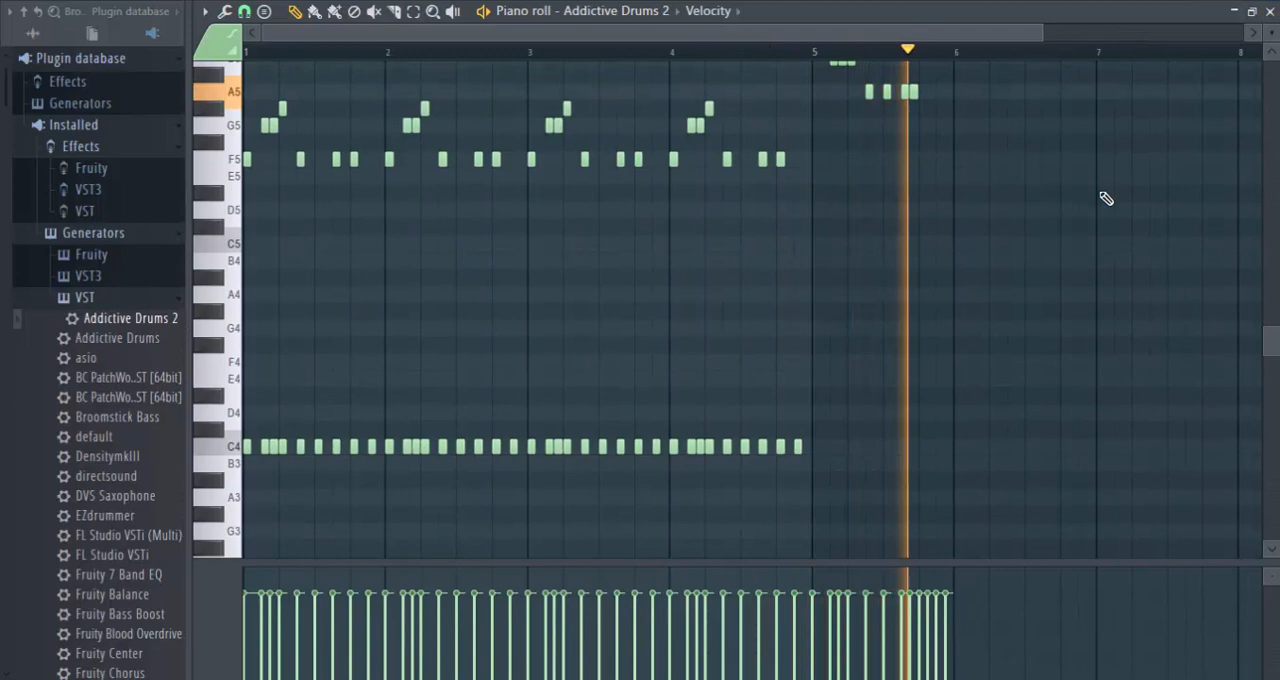 Bro.. Plugin database
Piano roll - Addictive Drums 2 Velocity
1 2 3 4 5 6 7 8
Plugin database
Effects
Generators
Installed
Effects
Fruity
VST3
VST
Generators
Fruity
VST3
VST
Addictive Drums 2
Addictive Drums
asio
BC PatchWo..ST [64bit]
BC PatchWo..ST [64bit]
Broomstick Bass
default
DensitymkIII
directsound
DVS Saxophone
EZdrummer
FL Studio VSTi (Multi)
FL Studio VSTi
Fruity 7 Band EQ
Fruity Balance
Fruity Bass Boost
Fruity Blood Overdrive
Fruity Center
Fruity Chorus
A5
G5
F5
E5
D5
C5
B4
A4
G4
F4
E4
D4
C4
B3
A3
G3